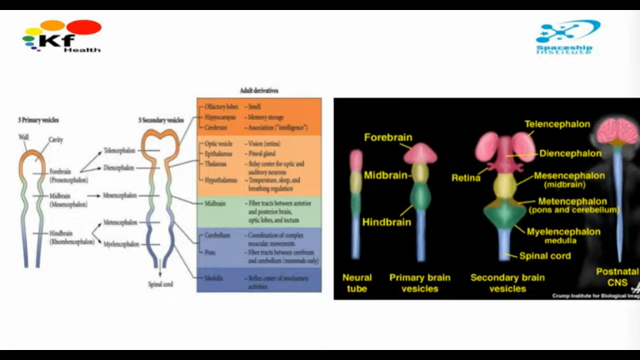 Kf
Health
Spaceship
Institute
Adult derivatives
3 Primary vesicles
5 Secondary vesicles
Wall
Cavity
Forebrain
(Prosencephalon)
Midbrain
(Mesencephalon)
Hindbrain
(Rhombencephalon)
Telencephalon
Diencephalon
Mesencephalon
Metencephalon
Myelencephalon
Spinal cord
Olfactory lobes – Smell
Hippocampus – Memory storage
Cerebrum – Association ("intelligence")
Optic vesicle – Vision (retina)
Epithalamus – Pineal gland
Thalamus – Relay center for optic and
auditory neurons
Hypothalamus – Temperature, sleep, and
breathing regulation
Midbrain – Fiber tracts between anterior
and posterior brain,
optic lobes, and tectum
Cerebellum – Coordination of complex
muscular movements
Pons – Fiber tracts between cerebrum
and cerebellum (mammals only)
Medulla – Reflex center of involuntary
activities
Forebrain
Midbrain
Hindbrain
Retina
Telencephalon
Diencephalon
Mesencephalon
(midbrain)
Metencephalon
(pons and cerebellum)
Myelencephalon
medulla
Spinal cord
Neural
tube
Primary brain
vesicles
Secondary brain
vesicles
Postnatal
CNS
Crump Institute for Biological Imag